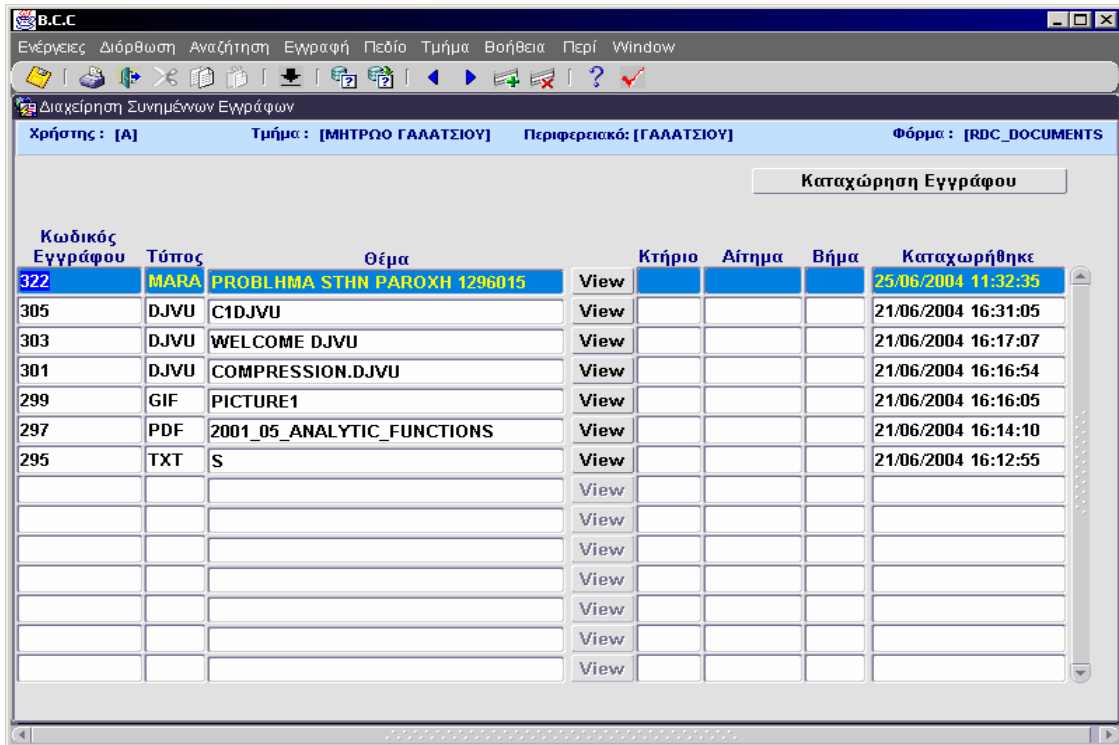 B.C.C
Ενέργειες Διόρθωση Αναζήτηση Εγγραφή Πεδίο Τμήμα Βοήθεια Περί Window
Διαχείρηση Συνημέννων Εγγράφων
Χρήστης : [A] Τμήμα : [ΜΗΤΡΩΟ ΓΑΛΑΤΣΙΟΥ] Περιφερειακό: [ΓΑΛΑΤΣΙΟΥ] Φόρμα : [RDC_DOCUMENTS
Καταχώρηση Εγγράφου
Κωδικός
Εγγράφου Τύπος Θέμα Κτήριο Αίτημα Βήμα Καταχωρήθηκε
322 MARA PROBLHMA STHN PAROXH 1296015 View 25/06/2004 11:32:35
305 DJVU C1DJVU View 21/06/2004 16:31:05
303 DJVU WELCOME DJVU View 21/06/2004 16:17:07
301 DJVU COMPRESSION.DJVU View 21/06/2004 16:16:54
299 GIF PICTURE1 View 21/06/2004 16:16:05
297 PDF 2001_05_ANALYTIC_FUNCTIONS View 21/06/2004 16:14:10
295 TXT S View 21/06/2004 16:12:55
View
View
View
View
View
View
View